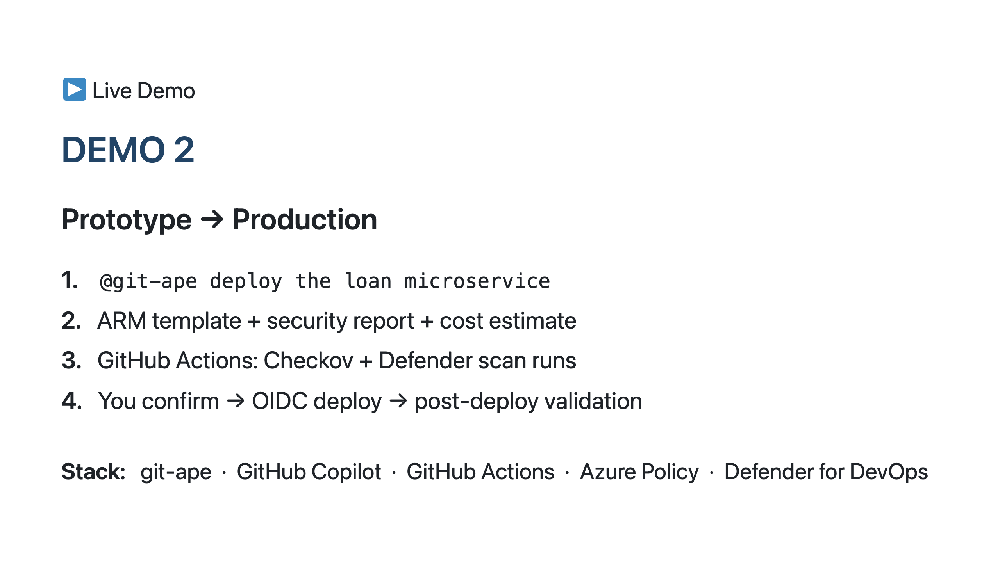 ▶ Live Demo
DEMO 2
Prototype → Production
1. @git-ape deploy the loan microservice
2. ARM template + security report + cost estimate
3. GitHub Actions: Checkov + Defender scan runs
4. You confirm → OIDC deploy → post-deploy validation
Stack: git-ape · GitHub Copilot · GitHub Actions · Azure Policy · Defender for DevOps